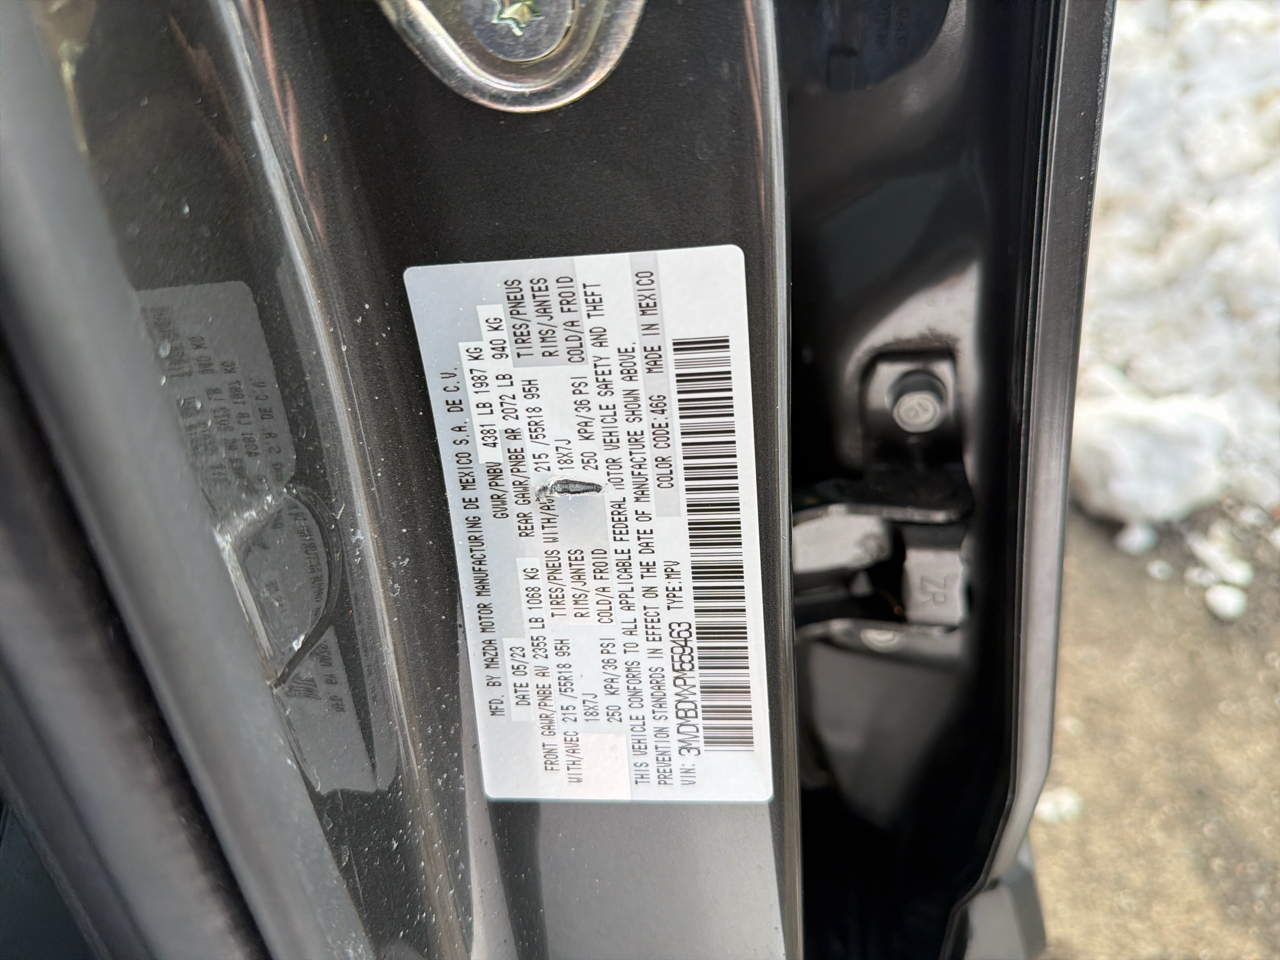 MFD. BY MAZDA MOTOR MANUFACTURING DE MEXICO S.A. DE C.V.
DATE 05/23 GVWR/PNBV 4381 LB 1987 KG
FRONT GAWR/PNBE AV 2355 LB 1068 KG REAR GAWR/PNBE AR 2072 LB 940 KG
WITH/AVEC 215 /55R18 95H TIRES/PNEUS WITH/AV 215 /55R18 95H TIRES/PNEUS
18X7J RIMS/JANTES 18X7J RIMS/JANTES
250 KPA/36 PSI COLD/A FROID 250 KPA/36 PSI COLD/A FROID
THIS VEHICLE CONFORMS TO ALL APPLICABLE FEDERAL MOTOR VEHICLE SAFETY AND THEFT
PREVENTION STANDARDS IN EFFECT ON THE DATE OF MANUFACTURE SHOWN ABOVE.
VIN: 3MVDMBDMXPM559463 TYPE:MPV COLOR CODE:46G MADE IN MEXICO
ZR